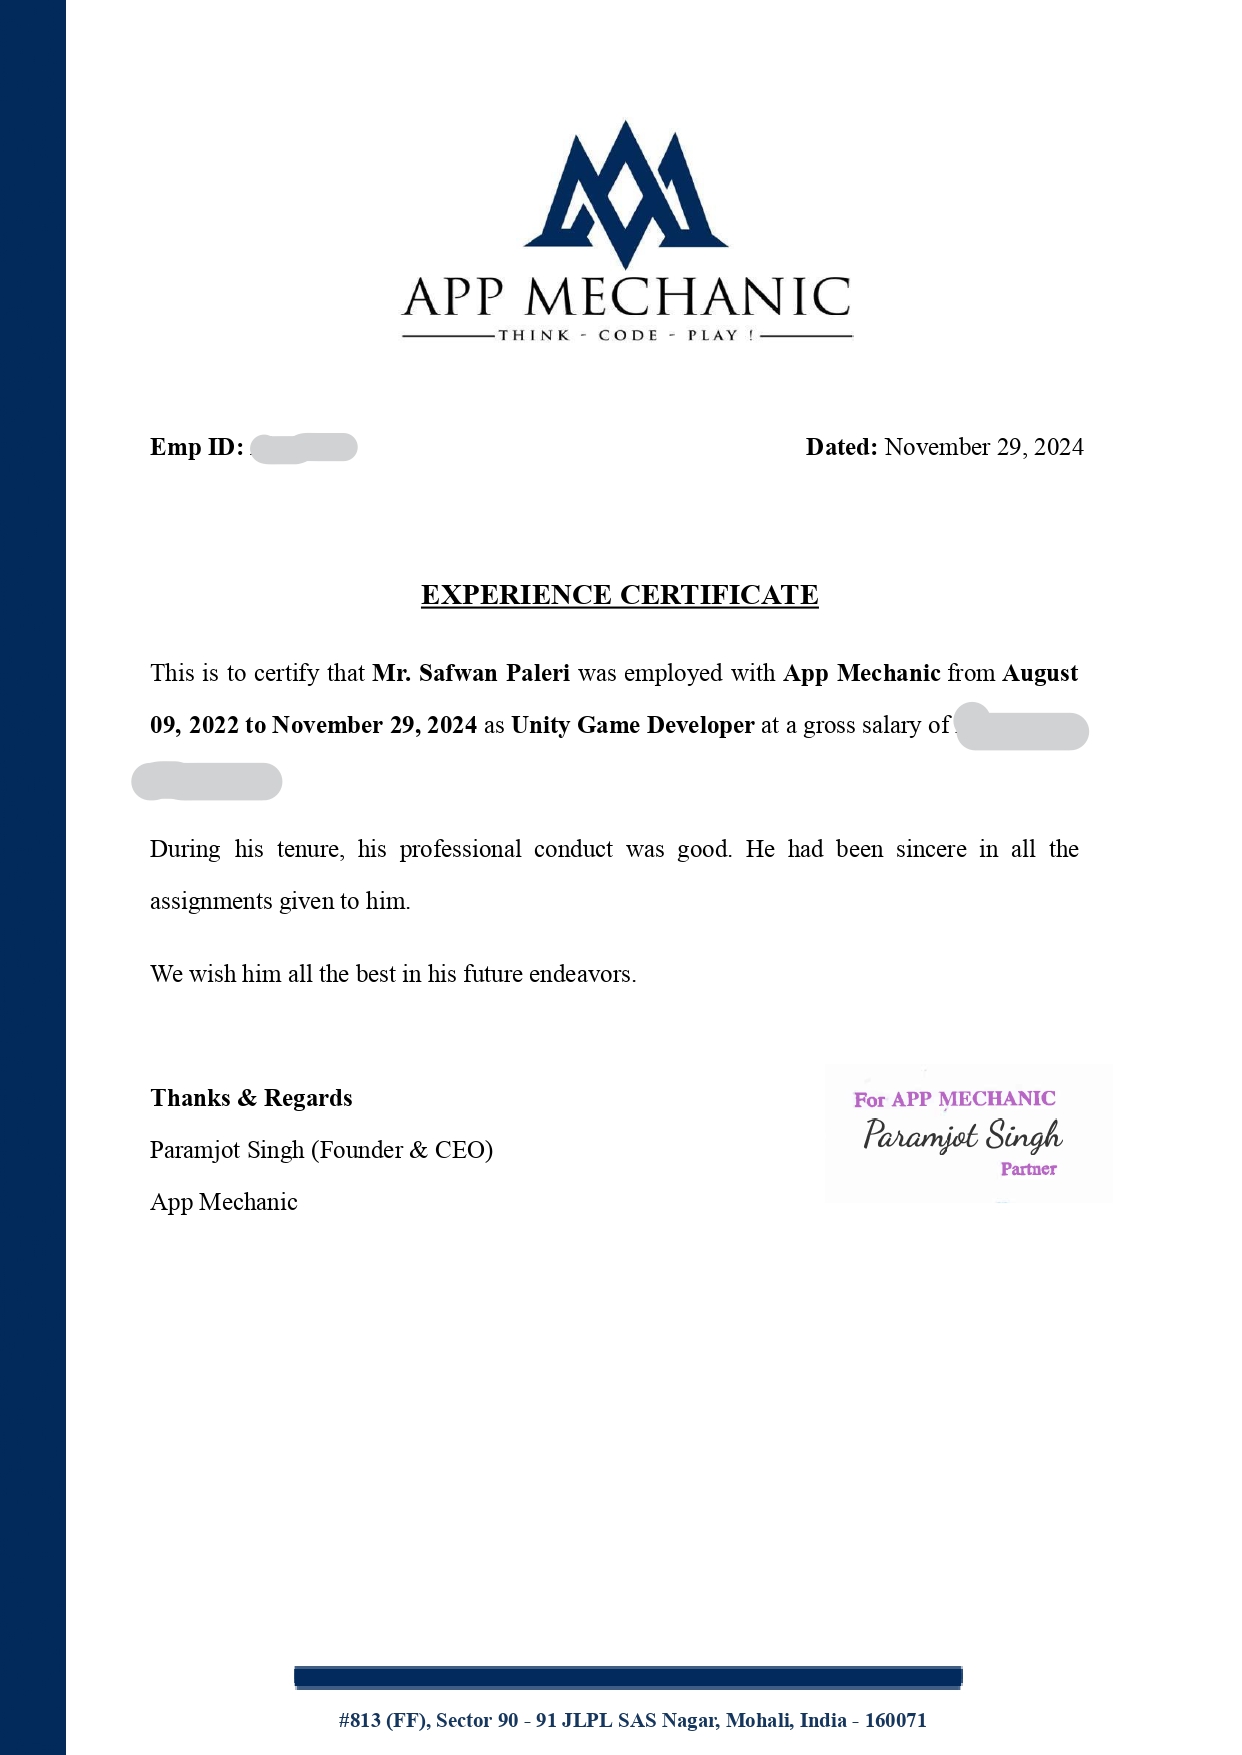 APP MECHANIC
THINK - CODE - PLAY !
Emp ID:
Dated: November 29, 2024
EXPERIENCE CERTIFICATE
This is to certify that Mr. Safwan Paleri was employed with App Mechanic from August
09, 2022 to November 29, 2024 as Unity Game Developer at a gross salary of
During his tenure, his professional conduct was good. He had been sincere in all the
assignments given to him.
We wish him all the best in his future endeavors.
Thanks & Regards
Paramjot Singh (Founder & CEO)
App Mechanic
For APP MECHANIC
Paramjot Singh
Partner
#813 (FF), Sector 90 - 91 JLPL SAS Nagar, Mohali, India - 160071